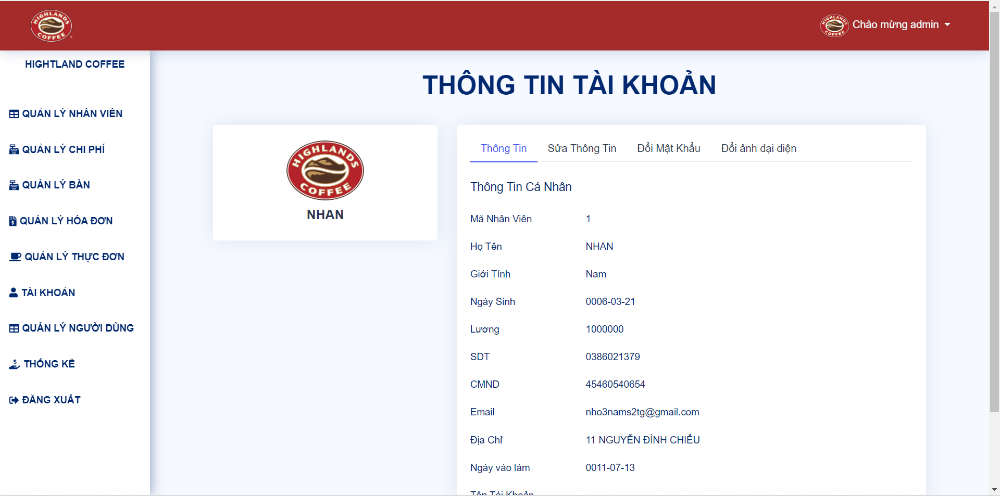 HIGHLANDS COFFEE
HIGHLANDS COFFEE
Chào mừng admin
HIGHTLAND COFFEE
QUẢN LÝ NHÂN VIÊN
QUẢN LÝ CHI PHÍ
QUẢN LÝ BÀN
QUẢN LÝ HÓA ĐƠN
QUẢN LÝ THỰC ĐƠN
TÀI KHOẢN
QUẢN LÝ NGƯỜI DÙNG
THỐNG KÊ
ĐĂNG XUẤT
THÔNG TIN TÀI KHOẢN
HIGHLANDS COFFEE
NHAN
Thông Tin Sửa Thông Tin Đổi Mật Khẩu Đổi ảnh đại diện
Thông Tin Cá Nhân
Mã Nhân Viên 1
Họ Tên NHAN
Giới Tính Nam
Ngày Sinh 0006-03-21
Lương 1000000
SDT 0386021379
CMND 45460540654
Email nho3nams2tg@gmail.com
Địa Chỉ 11 NGUYỄN ĐÌNH CHIỂU
Ngày vào làm 0011-07-13
Tên Tài Khoản